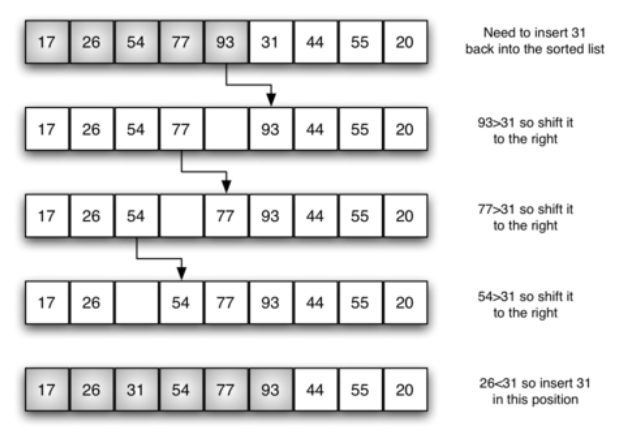 17 26 54 77 93 31 44 55 20
Need to insert 31
back into the sorted list
17 26 54 77 93 44 55 20
93>31 so shift it
to the right
17 26 54 77 93 44 55 20
77>31 so shift it
to the right
17 26 54 77 93 44 55 20
54>31 so shift it
to the right
17 26 31 54 77 93 44 55 20
26<31 so insert 31
in this position